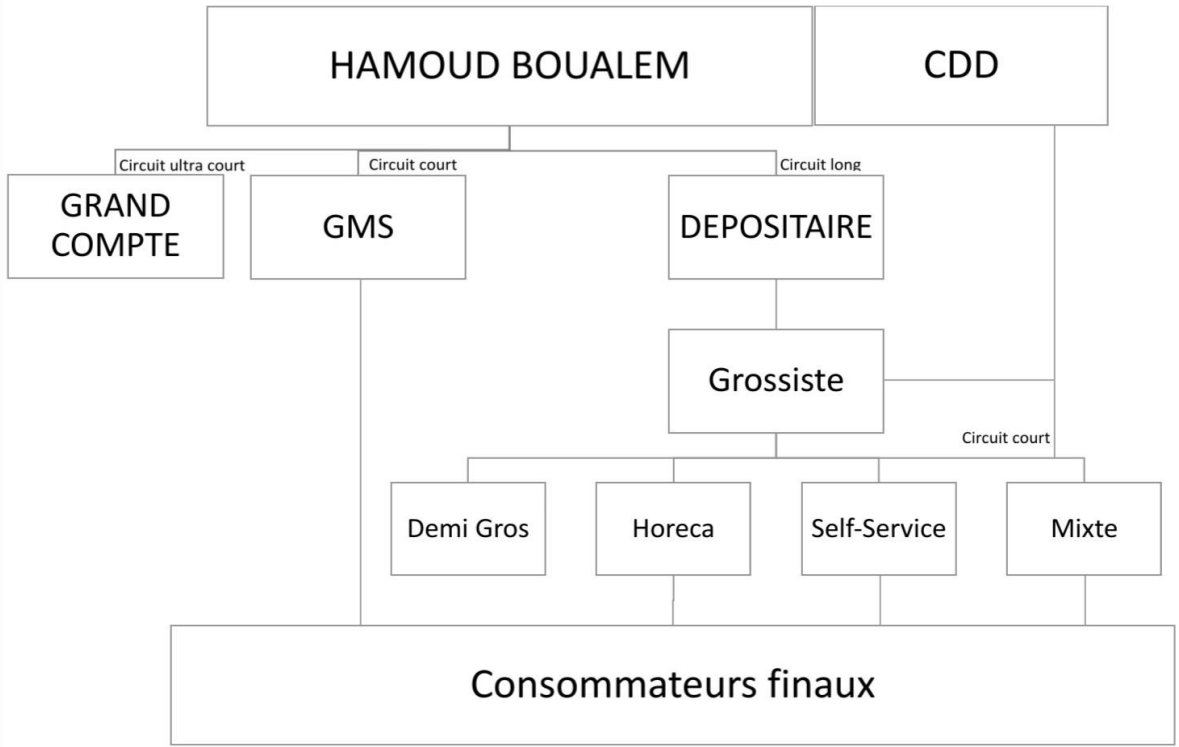 HAMOUD BOUALEM
CDD
Circuit ultra court
Circuit court
Circuit long
GRAND
COMPTE
GMS
DEPOSITAIRE
Grossiste
Circuit court
Demi Gros
Horeca
Self-Service
Mixte
Consommateurs finaux